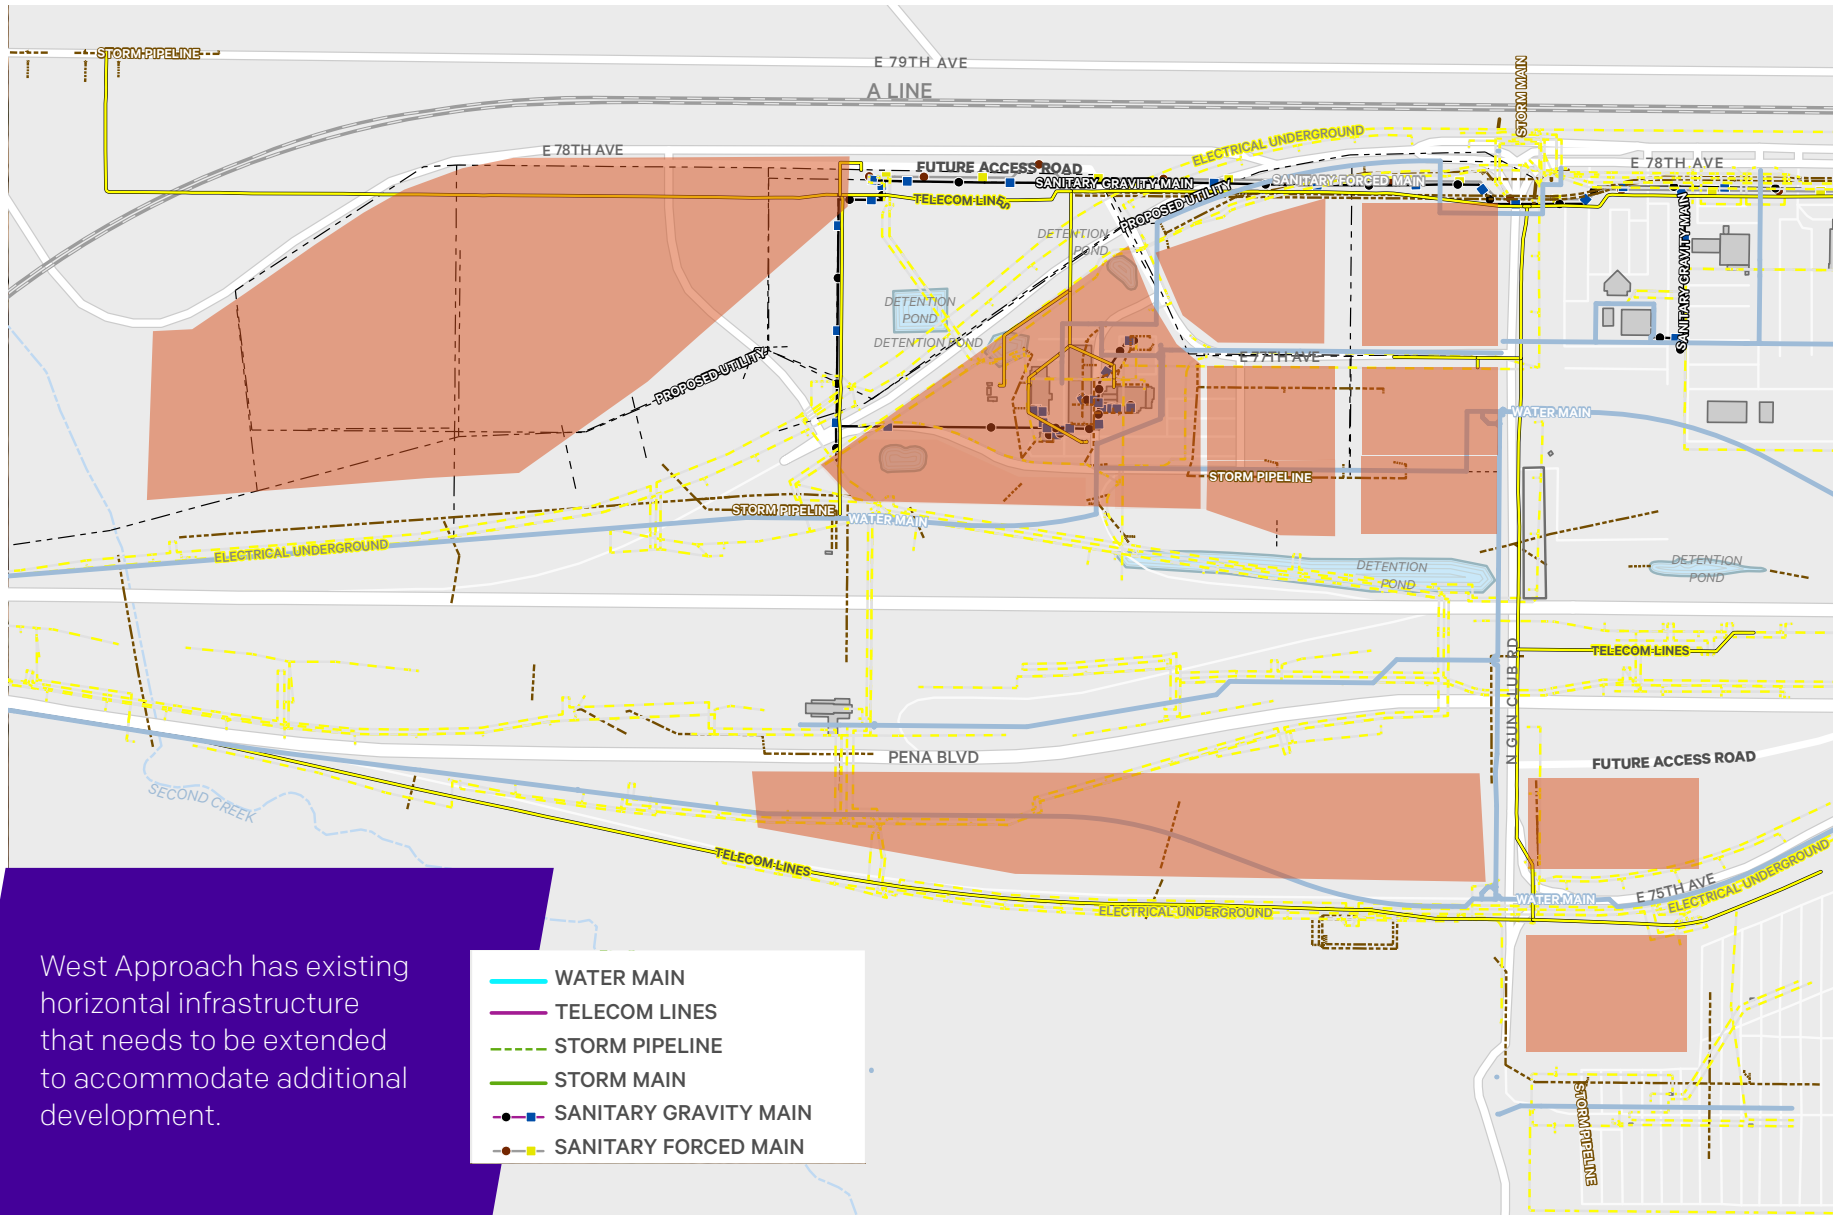 STORM PIPELINE
E 79TH AVE
A LINE
STORM MAIN
ELECTRICAL UNDERGROUND
E 78TH AVE
FUTURE ACCESS ROAD
E 78TH AVE
SANITARY GRAVITY MAIN
SANITARY FORCED MAIN
TELECOM LINES
PROPOSED UTILITY
DETENTION
POND
SANITARY GRAVITY MAIN
DETENTION
POND
DETENTION POND
E 77TH AVE
PROPOSED UTILITY
WATER MAIN
STORM PIPELINE
STORM PIPELINE
WATER MAIN
ELECTRICAL UNDERGROUND
DETENTION
POND
DETENTION
POND
TELECOM LINES
N GUN CLUB RD
PENA BLVD
FUTURE ACCESS ROAD
SECOND CREEK
TELECOM LINES
E 75TH AVE
ELECTRICAL UNDERGROUND
WATER MAIN
ELECTRICAL UNDERGROUND
STORM PIPELINE
West Approach has existing
horizontal infrastructure
that needs to be extended
to accommodate additional
development.
WATER MAIN
TELECOM LINES
STORM PIPELINE
STORM MAIN
SANITARY GRAVITY MAIN
SANITARY FORCED MAIN